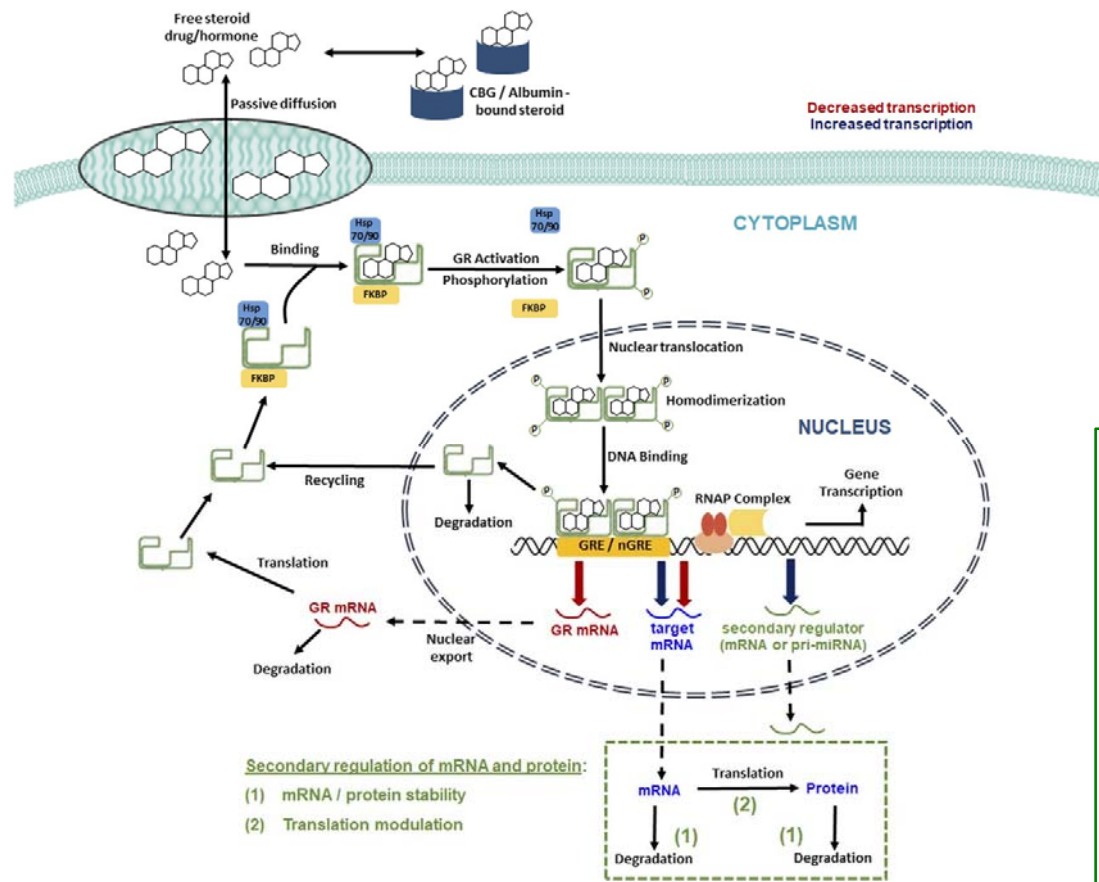 Free steroid
drug/hormone
CBG / Albumin -
bound steroid
Passive diffusion
Decreased transcription
Increased transcription
CYTOPLASM
Hsp
70/90
Binding
FKBP
GR Activation
Phosphorylation
Hsp
70/90
FKBP
P
P
P
Hsp
70/90
FKBP
Nuclear translocation
P
P
P
P
Homodimerization
NUCLEUS
DNA Binding
Recycling
Degradation
P
P
GRE / nGRE
RNAP Complex
Gene
Transcription
Translation
GR mRNA
Degradation
Nuclear
export
GR mRNA
target
mRNA
secondary regulator
(mRNA or pri-miRNA)
Secondary regulation of mRNA and protein:
(1) mRNA / protein stability
(2) Translation modulation
mRNA
Translation
(2)
Protein
(1)
Degradation
(1)
Degradation